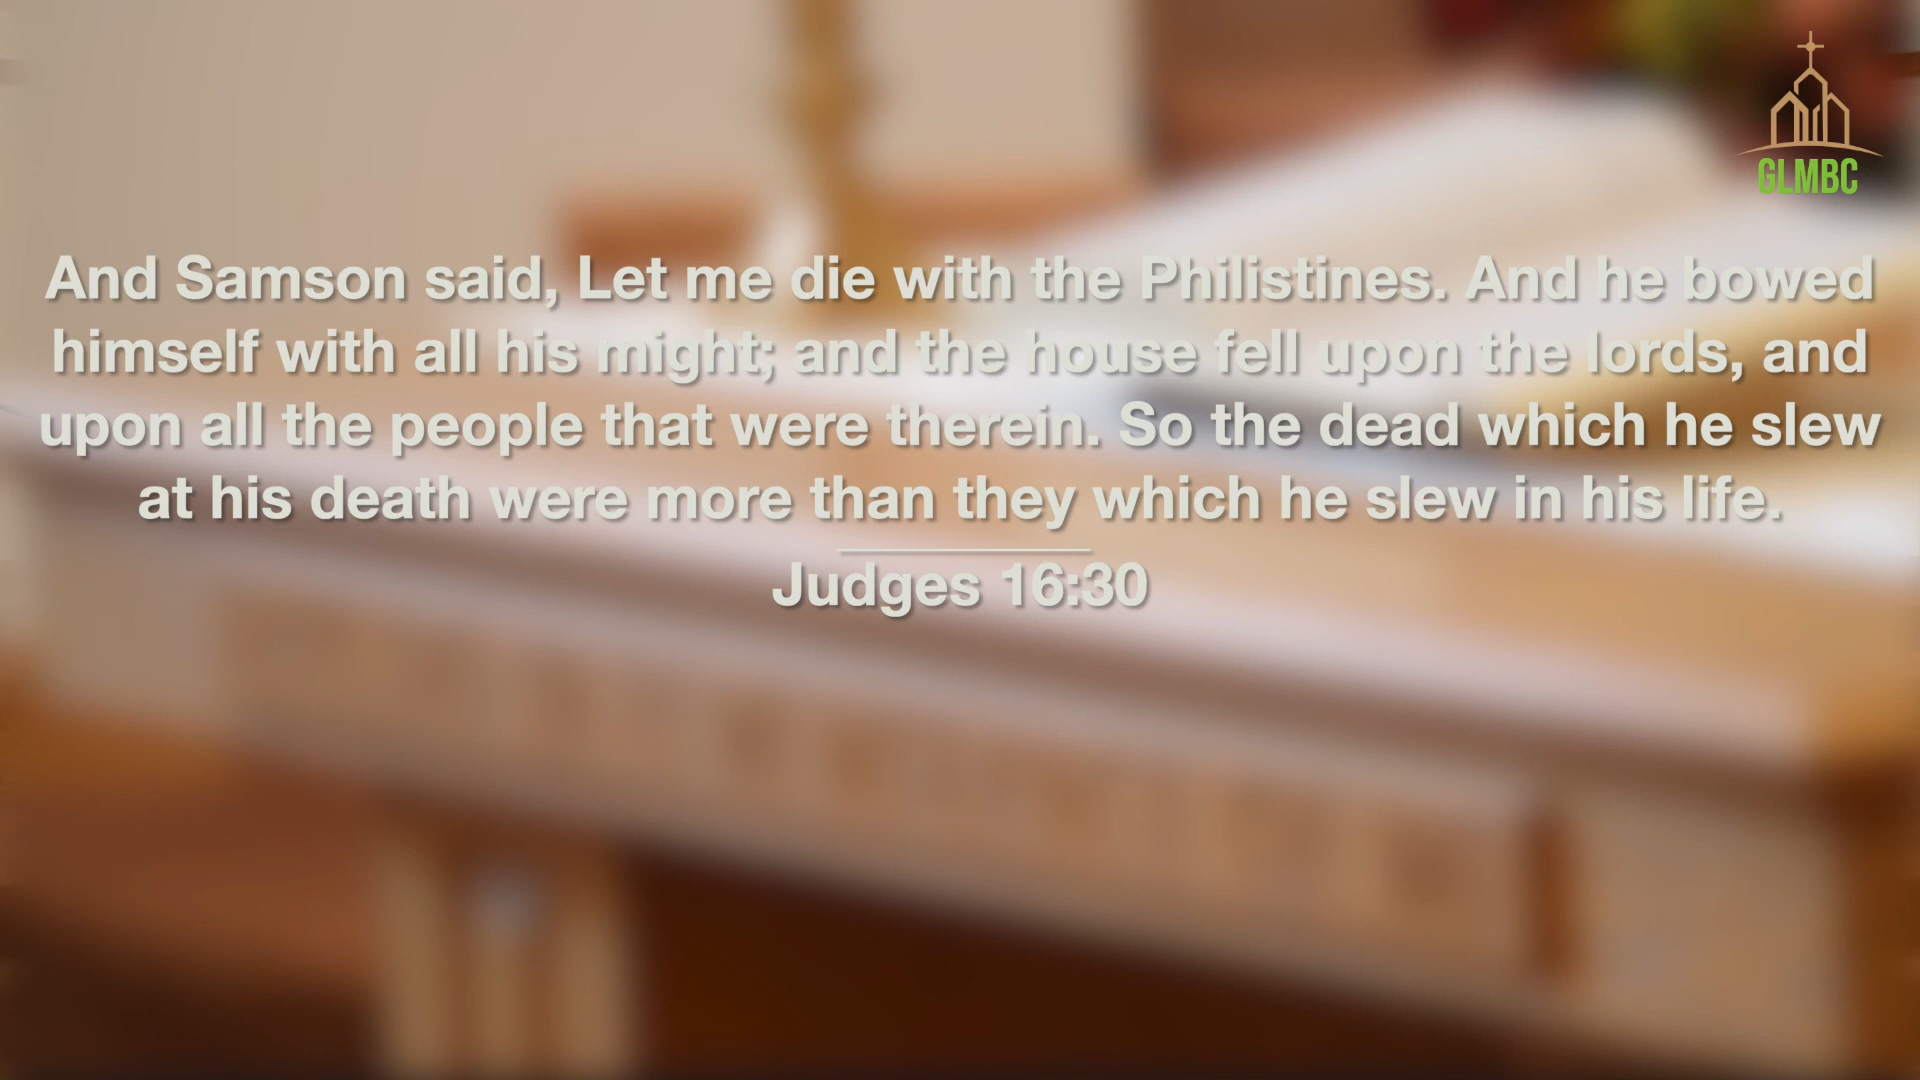 GLMBC
And Samson said, Let me die with the Philistines. And he bowed
himself with all his might; and the house fell upon the lords, and
upon all the people that were therein. So the dead which he slew
at his death were more than they which he slew in his life.
Judges 16:30